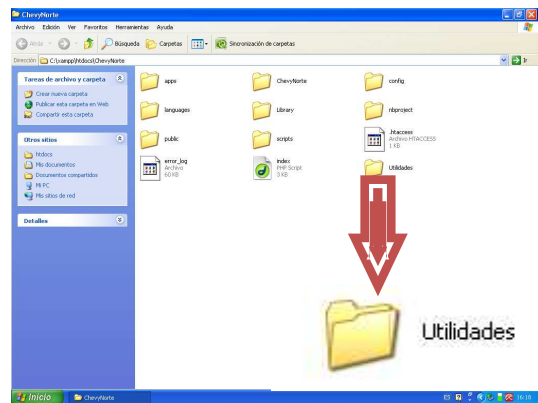 ChevyNorte
Archivo Edición Ver Favoritos Herramientas Ayuda
Atrás Búsqueda Carpetas Sincronización de carpetas
Dirección C:\xampp\htdocs\ChevyNorte Ir
Tareas de archivo y carpeta
Crear nueva carpeta
Publicar esta carpeta en Web
Compartir esta carpeta
Otros sitios
htdocs
Mis documentos
Documentos compartidos
Mi PC
Mis sitios de red
Detalles
apps ChevyNorte config
languages Library nbproject
public scripts .htaccess
Archivo HTACCESS
1 KB
error_log index Utilidades
Archivo PHP Script
60 KB 3 KB
Utilidades
Inicio ChevyNorte ES 16:18